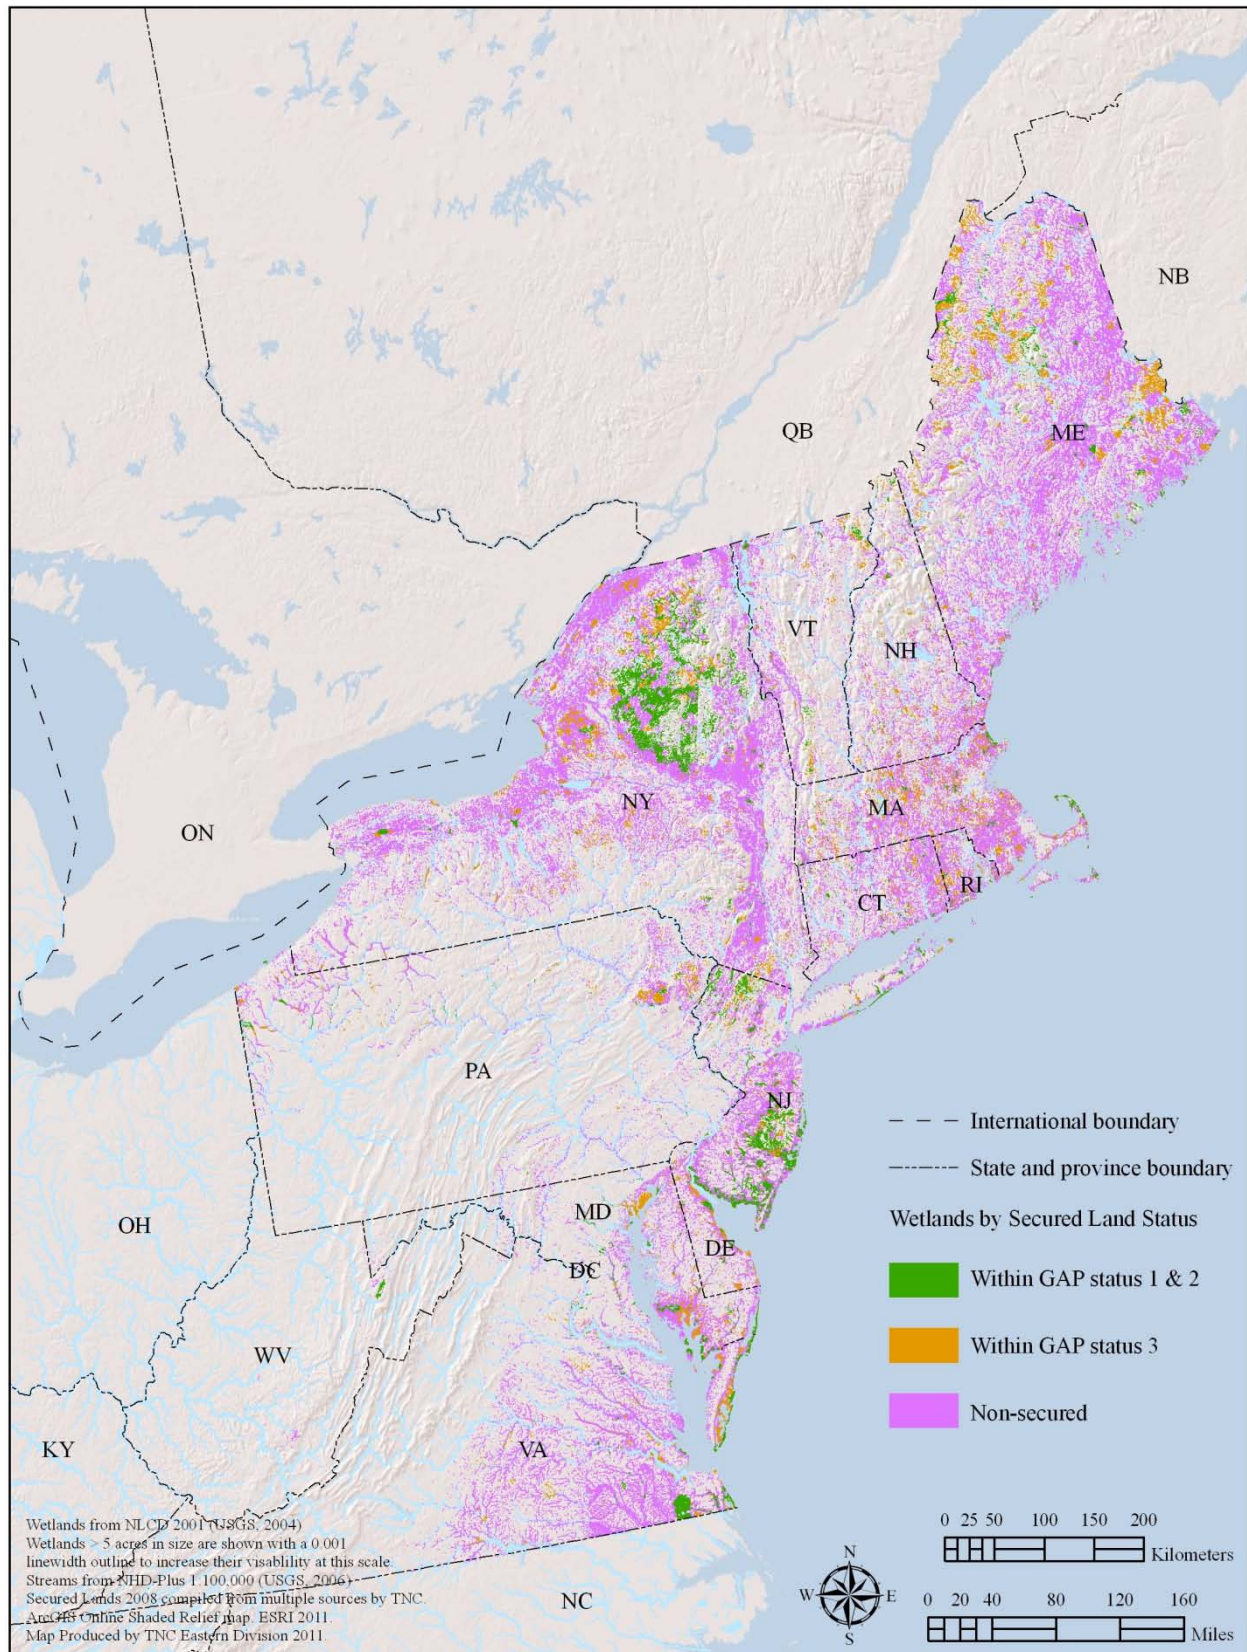 NB
QB
ME
VT
NH
NY
MA
ON
CT
RI
PA
NJ
International boundary
State and province boundary
OH
MD
DE
DC
Wetlands by Secured Land Status
Within GAP status 1 & 2
WV
Within GAP status 3
Non-secured
KY
VA
Wetlands from NLCD 2001 (USGS, 2004)
Wetlands > 5 acres in size are shown with a 0.001
linewidth outline to increase their visablility at this scale.
Streams from NHD-Plus 1:100,000 (USGS, 2006)
Secured Lands 2008 compiled from multiple sources by TNC.
ArcGIS Online Shaded Relief map. ESRI 2011.
Map Produced by TNC Eastern Division 2011.
NC
N
W E
S
0 25 50 100 150 200
Kilometers
0 20 40 80 120 160
Miles